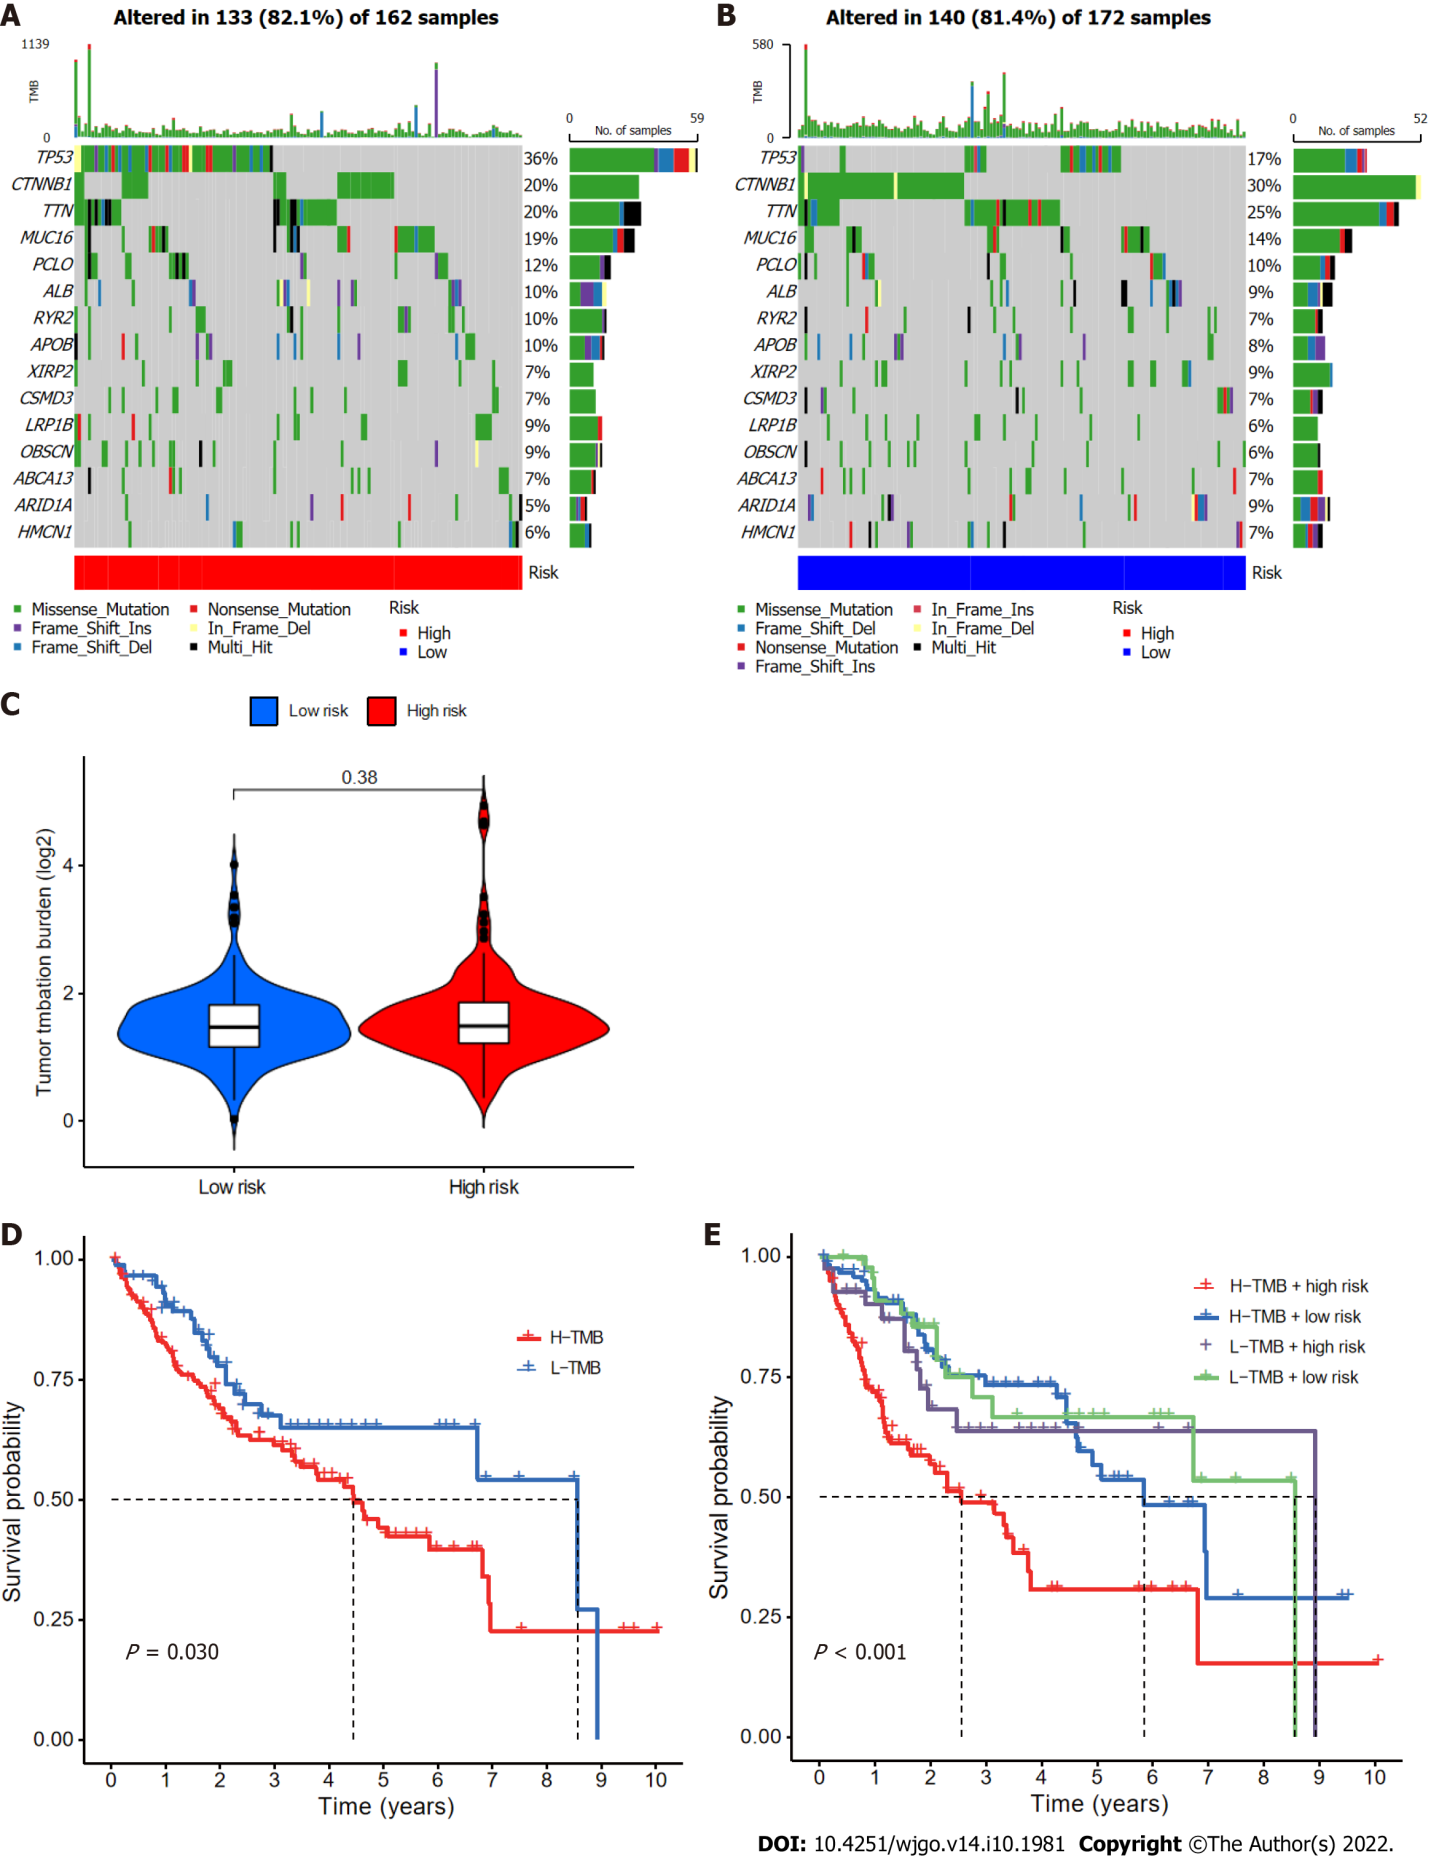 A
Altered in 133 (82.1%) of 162 samples
1139
TMB
0
0 59
No. of samples
TP53 36%
CTNNB1 20%
TTN 20%
MUC16 19%
PCLO 12%
ALB 10%
RYR2 10%
APOB 10%
XIRP2 7%
CSMD3 7%
LRP1B 9%
OBSCN 9%
ABCA13 7%
ARID1A 5%
HMCN1 6%
Risk
Missense_Mutation
Frame_Shift_Ins
Frame_Shift_Del
Nonsense_Mutation
In_Frame_Del
Multi_Hit
Risk
High
Low
B
Altered in 140 (81.4%) of 172 samples
580
TMB
0
0 52
No. of samples
TP53 17%
CTNNB1 30%
TTN 25%
MUC16 14%
PCLO 10%
ALB 9%
RYR2 7%
APOB 8%
XIRP2 9%
CSMD3 7%
LRP1B 6%
OBSCN 6%
ABCA13 7%
ARID1A 9%
HMCN1 7%
Risk
Missense_Mutation
Frame_Shift_Del
Nonsense_Mutation
Frame_Shift_Ins
In_Frame_Ins
In_Frame_Del
Multi_Hit
Risk
High
Low
C
Low risk High risk
0.38
Tumor tmbation burden (log2)
4
2
0
Low risk High risk
D
Survival probability
1.00
0.75
0.50
0.25
0.00
H-TMB
L-TMB
P = 0.030
0 1 2 3 4 5 6 7 8 9 10
Time (years)
E
Survival probability
1.00
0.75
0.50
0.25
0.00
H-TMB + high risk
H-TMB + low risk
L-TMB + high risk
L-TMB + low risk
P < 0.001
0 1 2 3 4 5 6 7 8 9 10
Time (years)
DOI: 10.4251/wjgo.v14.i10.1981 Copyright ©The Author(s) 2022.